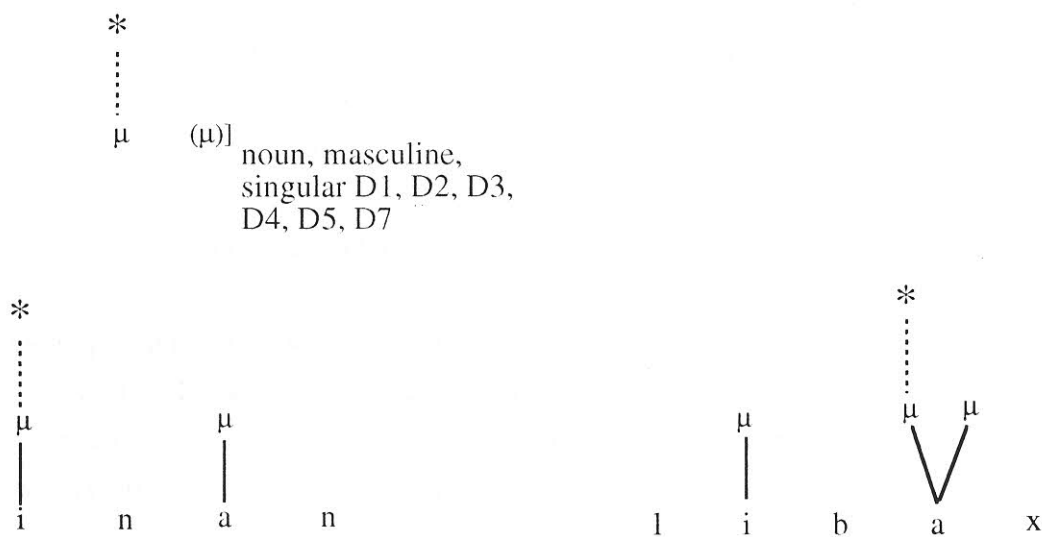 *
μ (μ)]
noun, masculine,
singular D1, D2, D3,
D4, D5, D7
* *
μ μ μ μ μ
i n a n l i b a x